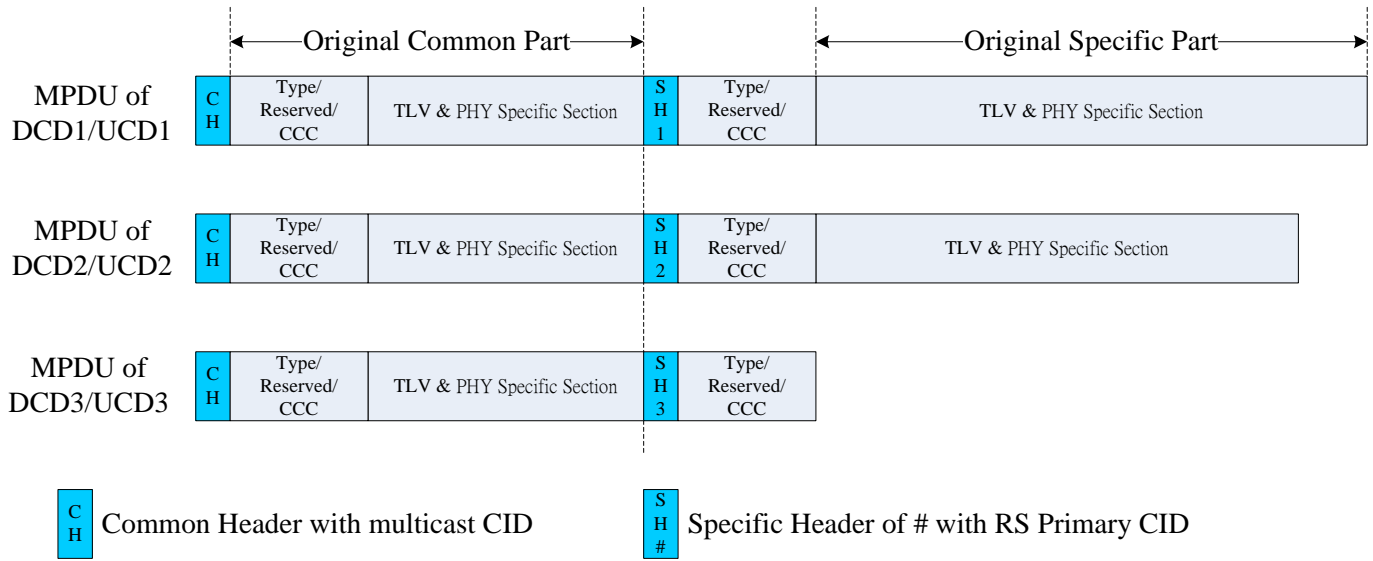 Original Common Part
Original Specific Part
MPDU of
DCD1/UCD1
C
H
Type/
Reserved/
CCC
TLV & PHY Specific Section
S
H
1
Type/
Reserved/
CCC
TLV & PHY Specific Section
MPDU of
DCD2/UCD2
C
H
Type/
Reserved/
CCC
TLV & PHY Specific Section
S
H
2
Type/
Reserved/
CCC
TLV & PHY Specific Section
MPDU of
DCD3/UCD3
C
H
Type/
Reserved/
CCC
TLV & PHY Specific Section
S
H
3
Type/
Reserved/
CCC
C
H
Common Header with multicast CID
S
H
#
Specific Header of # with RS Primary CID